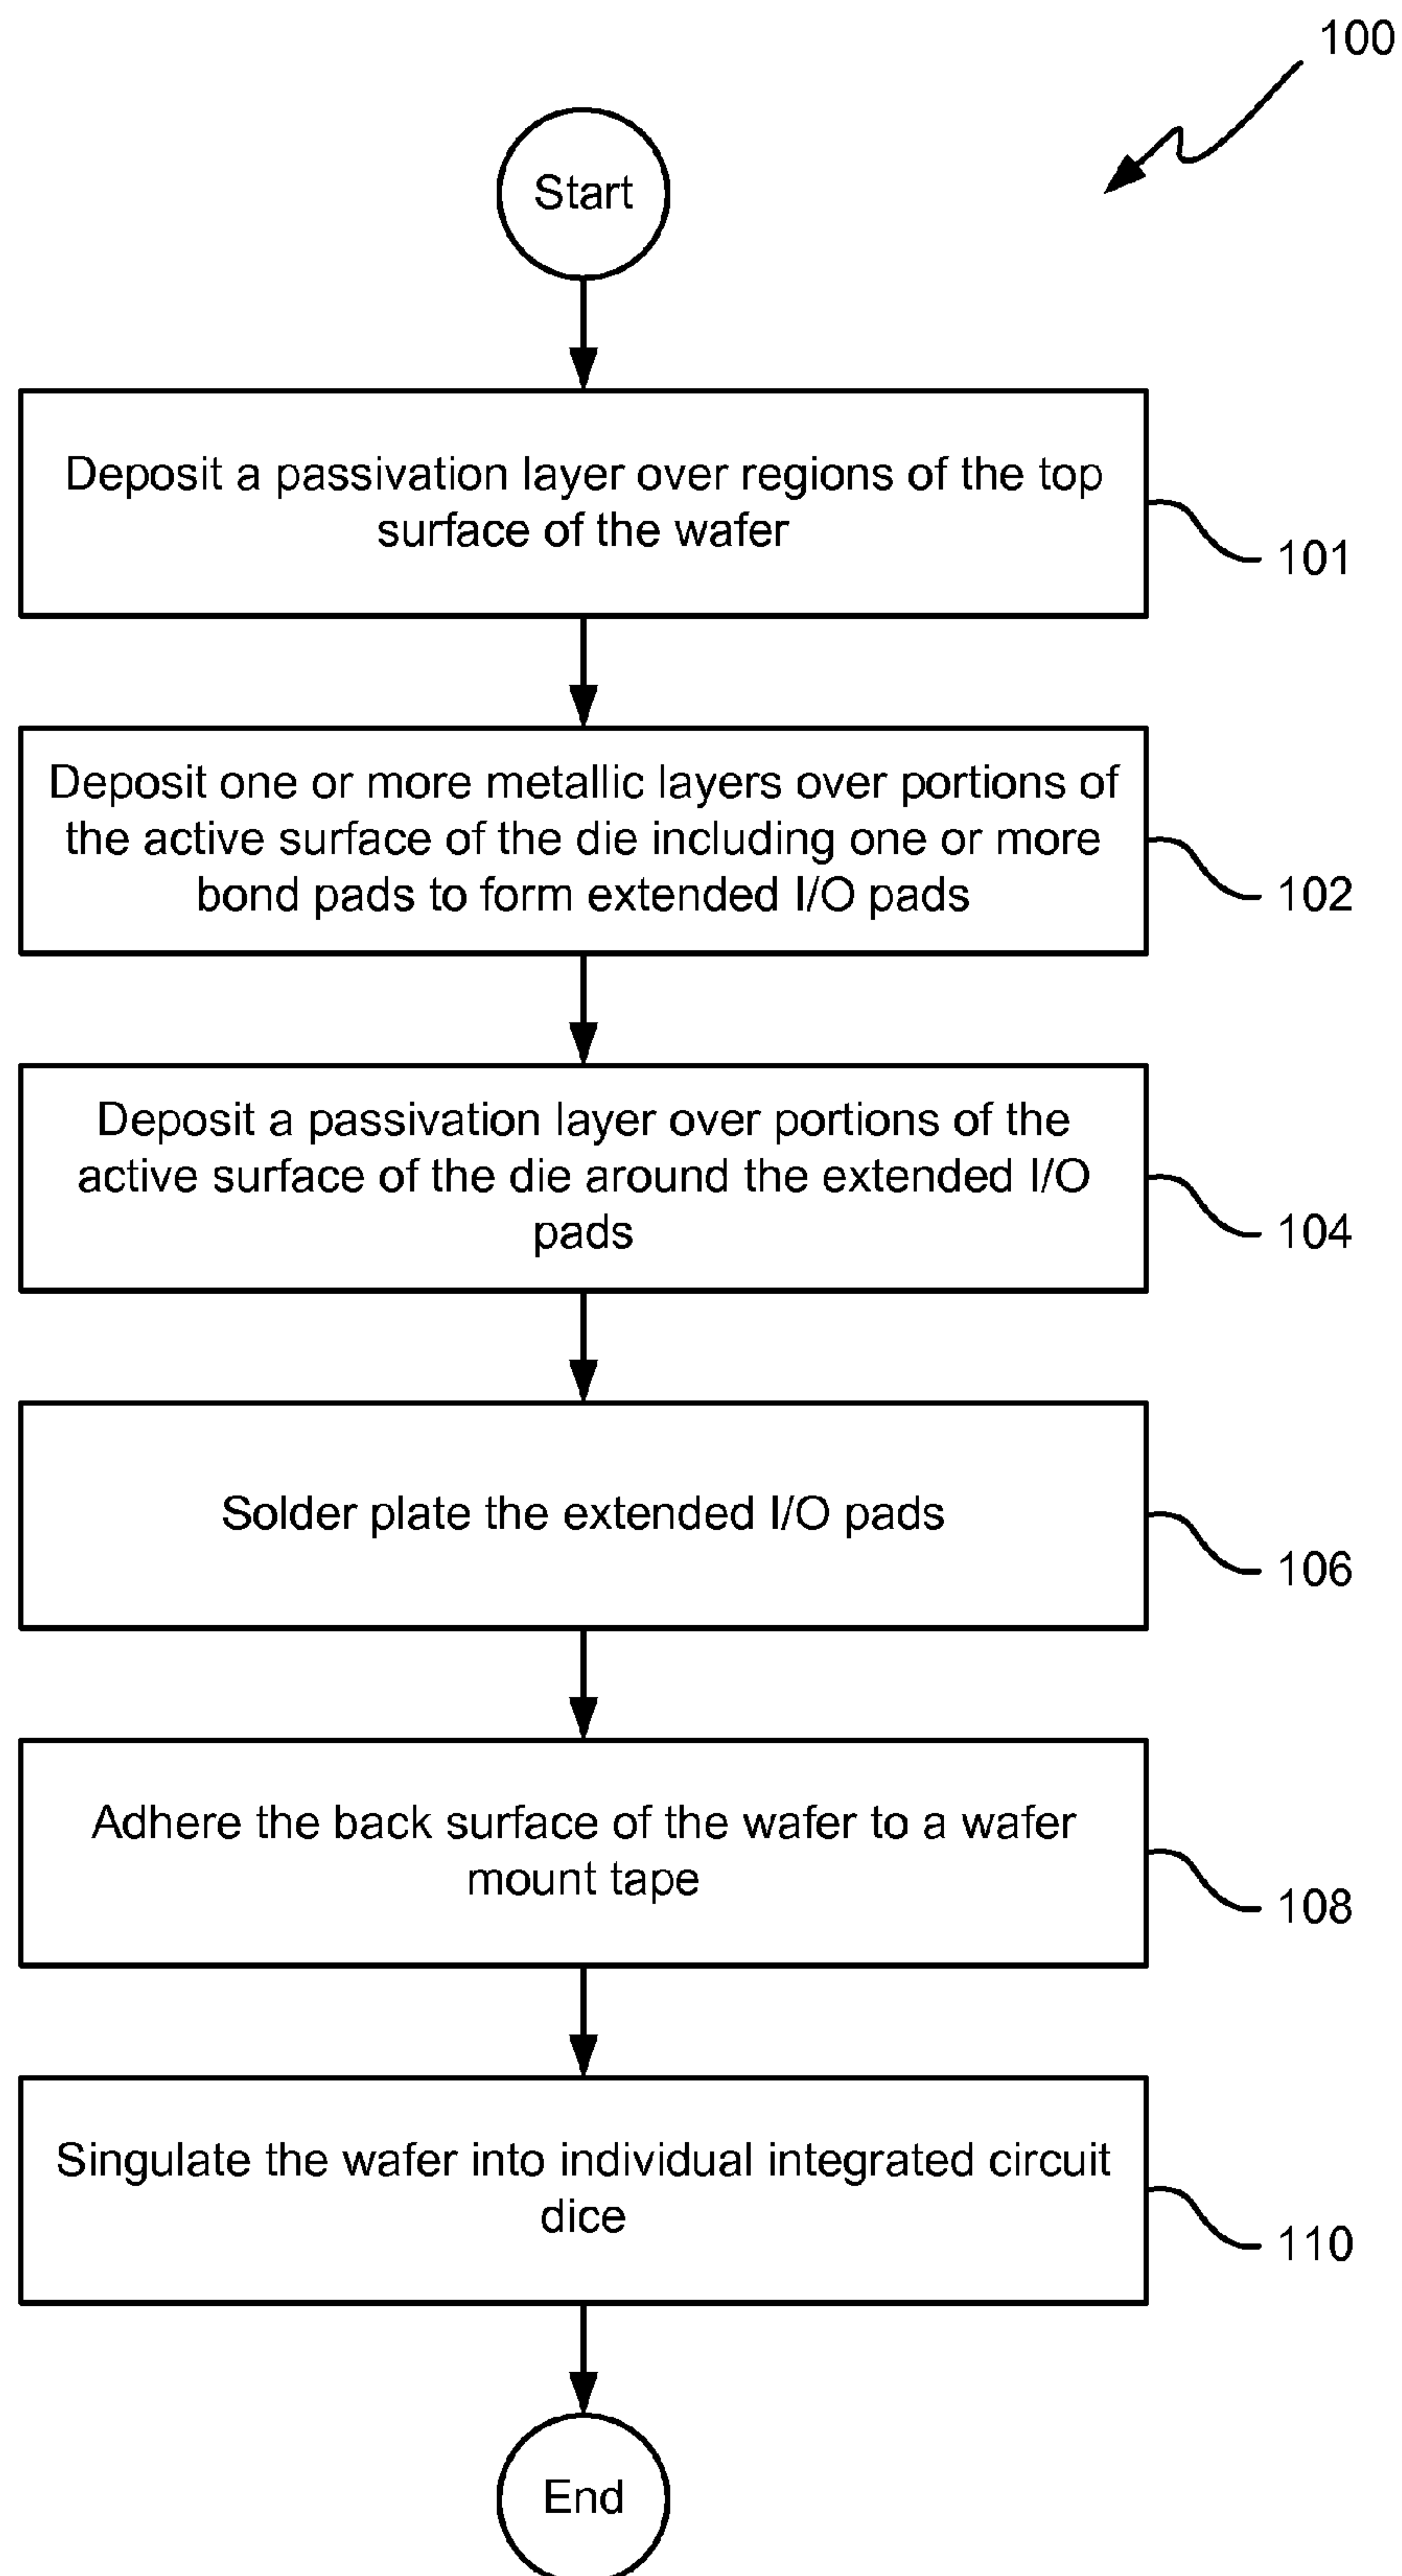 100
Start
Deposit a passivation layer over regions of the top
surface of the wafer
101
Deposit one or more metallic layers over portions of
the active surface of the die including one or more
bond pads to form extended I/O pads
102
Deposit a passivation layer over portions of the
active surface of the die around the extended I/O
pads
104
Solder plate the extended I/O pads
106
Adhere the back surface of the wafer to a wafer
mount tape
108
Singulate the wafer into individual integrated circuit
dice
110
End